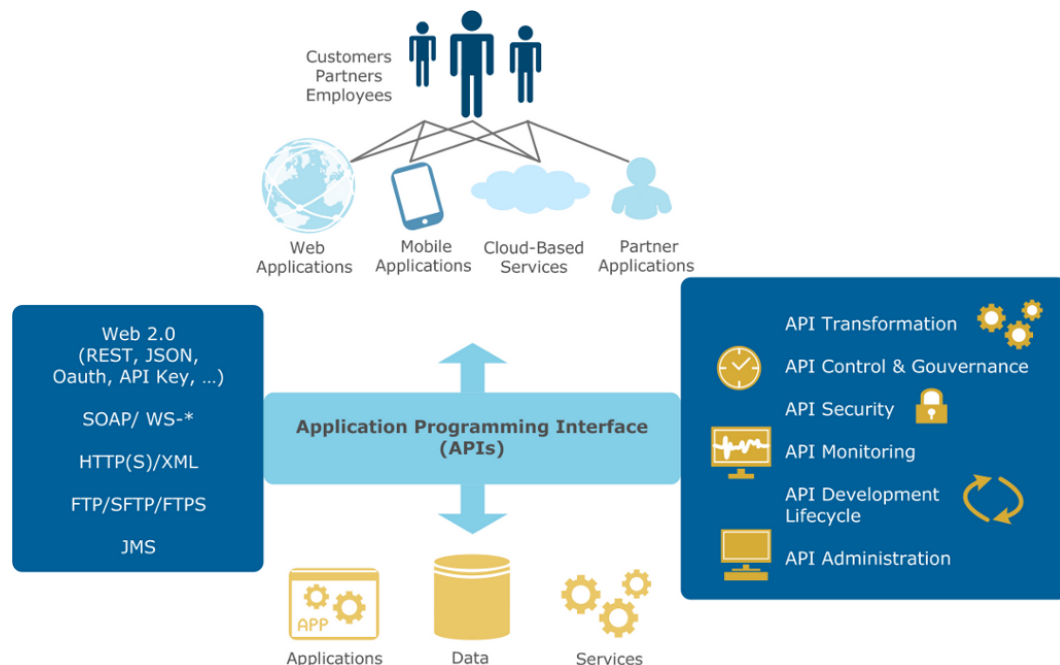 Customers
Partners
Employees
Web
Applications
Mobile
Applications
Cloud-Based
Services
Partner
Applications
Web 2.0
(REST, JSON,
Oauth, API Key, ...)
SOAP/ WS-*
HTTP(S)/XML
FTP/SFTP/FTPS
JMS
Application Programming Interface
(APIs)
API Transformation
API Control & Gouvernance
API Security
API Monitoring
API Development
Lifecycle
API Administration
APP
Applications
Data
Services